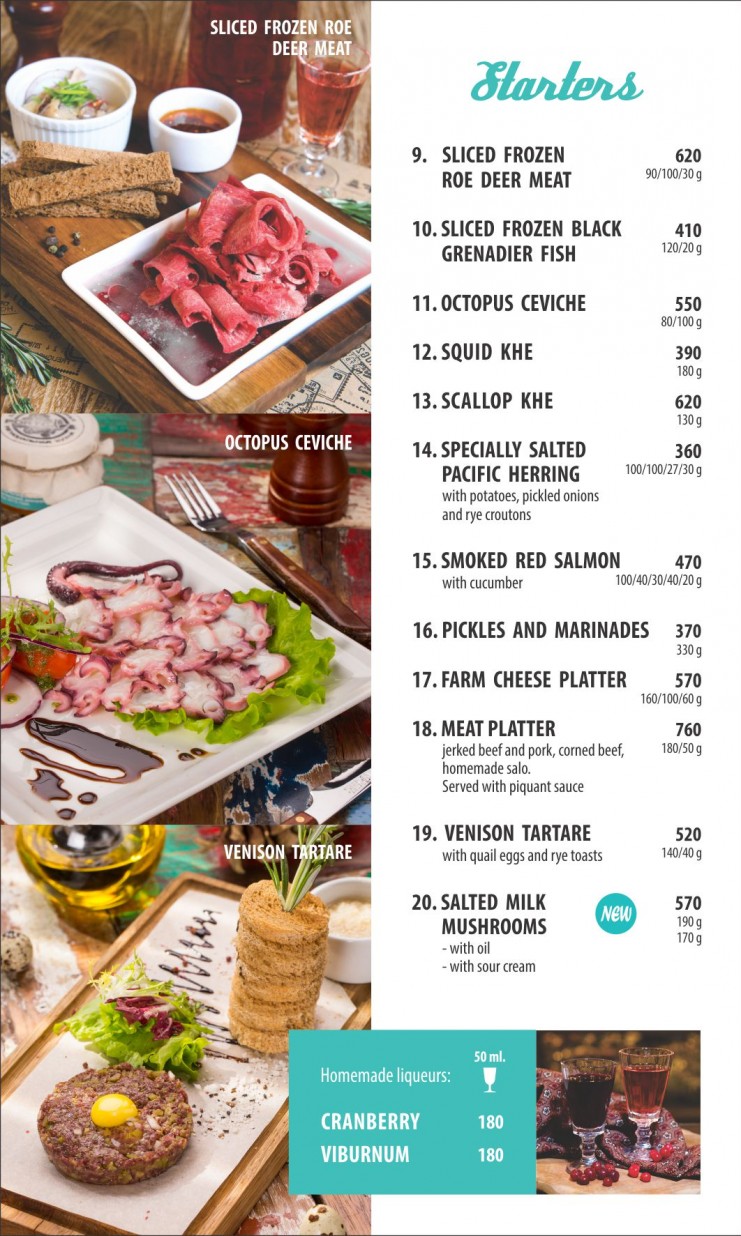 SLICED FROZEN ROE
DEER MEAT
OCTOPUS CEVICHE
VENISON TARTARE
Starters
9. SLICED FROZEN 620
ROE DEER MEAT 90/100/30 g
10. SLICED FROZEN BLACK 410
GRENADIER FISH 120/20 g
11. OCTOPUS CEVICHE 550
80/100 g
12. SQUID KHE 390
180 g
13. SCALLOP KHE 620
130 g
14. SPECIALLY SALTED 360
PACIFIC HERRING 100/100/27/30 g
with potatoes, pickled onions
and rye croutons
15. SMOKED RED SALMON 470
with cucumber 100/40/30/40/20 g
16. PICKLES AND MARINADES 370
330 g
17. FARM CHEESE PLATTER 570
160/100/60 g
18. MEAT PLATTER 760
jerked beef and pork, corned beef, 180/50 g
homemade salo.
Served with piquant sauce
19. VENISON TARTARE 520
with quail eggs and rye toasts 140/40 g
20. SALTED MILK NEW 570
MUSHROOMS 190 g
- with oil 170 g
- with sour cream
50 ml.
Homemade liqueurs:
CRANBERRY 180
VIBURNUM 180